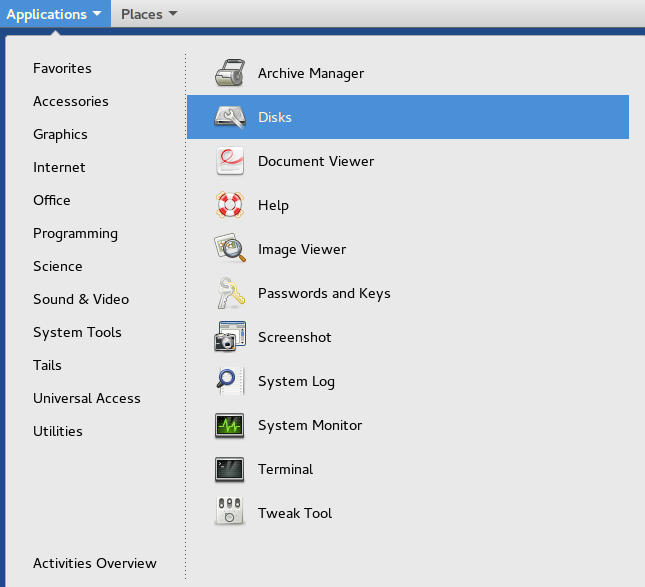 Applications
Places
Favorites
Accessories
Graphics
Internet
Office
Programming
Science
Sound & Video
System Tools
Tails
Universal Access
Utilities
Activities Overview
Archive Manager
Disks
Document Viewer
Help
Image Viewer
Passwords and Keys
Screenshot
System Log
System Monitor
Terminal
Tweak Tool